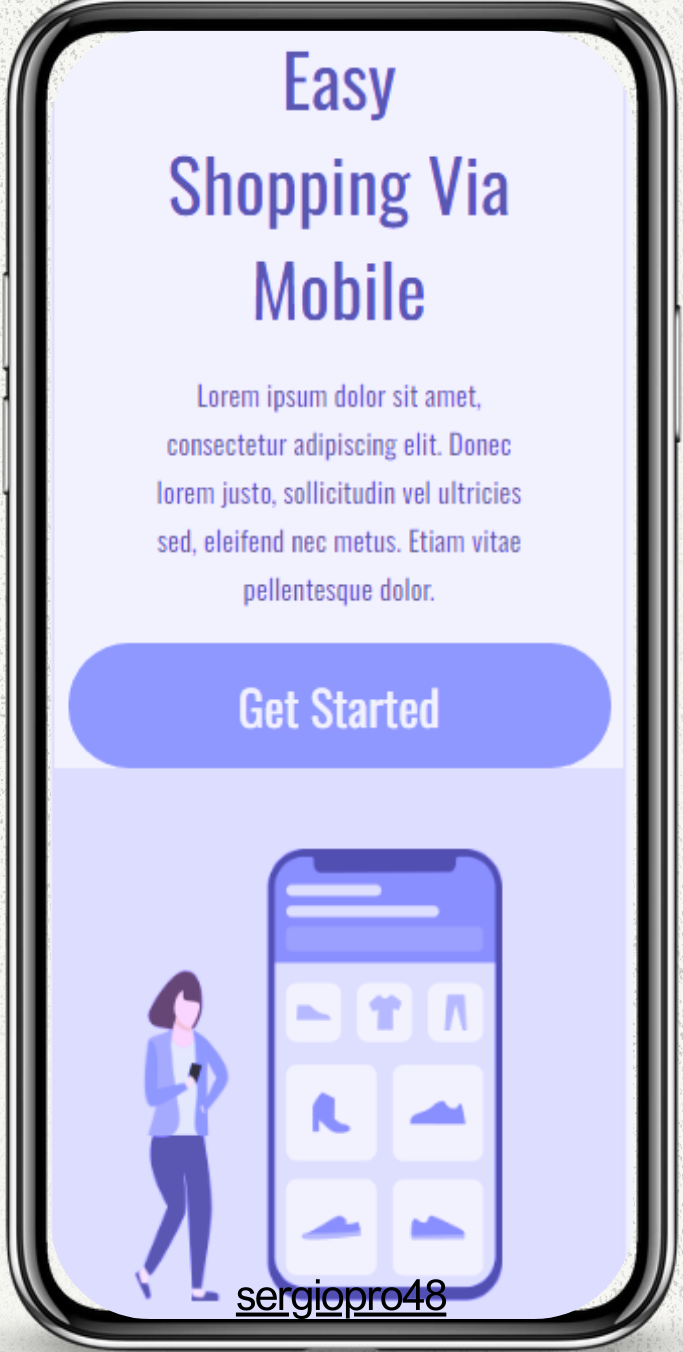 Easy
Shopping Via
Mobile
Lorem ipsum dolor sit amet,
consectetur adipiscing elit. Donec
lorem justo, sollicitudin vel ultricies
sed, eleifend nec metus. Etiam vitae
pellentesque dolor.
Get Started
sergiopro48